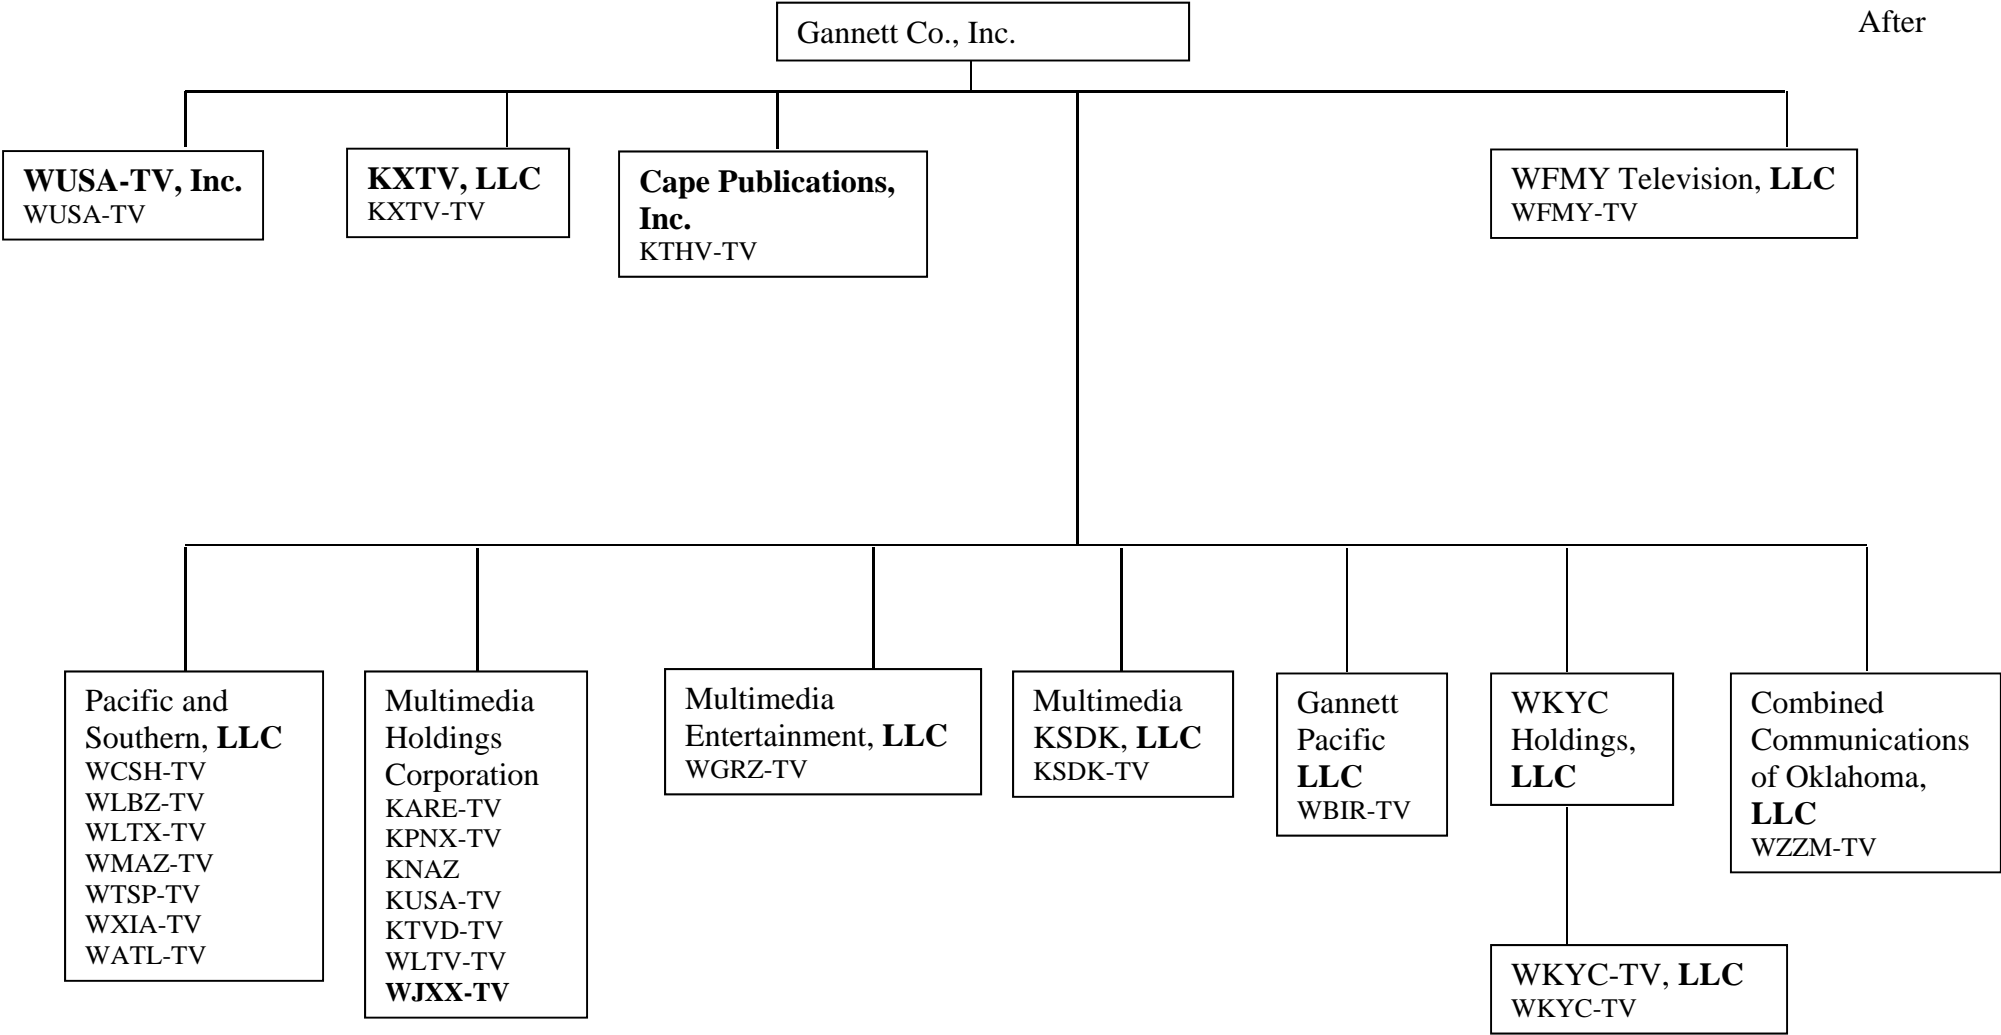 Gannett Co., Inc.
After
WUSA-TV, Inc.
WUSA-TV
KXTV, LLC
KXTV-TV
Cape Publications,
Inc.
KTHV-TV
WFMY Television, LLC
WFMY-TV
Pacific and
Southern, LLC
WCSH-TV
WLBZ-TV
WLTX-TV
WMAZ-TV
WTSP-TV
WXIA-TV
WATL-TV
Multimedia
Holdings
Corporation
KARE-TV
KPNX-TV
KNAZ
KUSA-TV
KTVD-TV
WLTV-TV
WJXX-TV
Multimedia
Entertainment, LLC
WGRZ-TV
Multimedia
KSDK, LLC
KSDK-TV
Gannett
Pacific
LLC
WBIR-TV
WKYC
Holdings,
LLC
WKYC-TV, LLC
WKYC-TV
Combined
Communications
of Oklahoma,
LLC
WZZM-TV